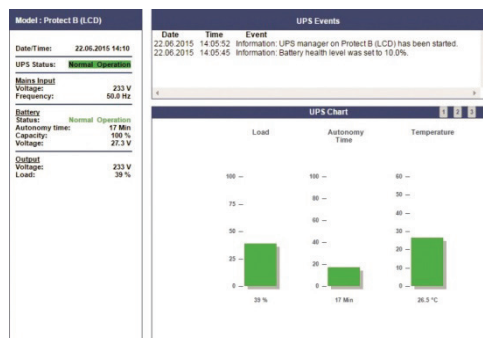 Model : Protect B (LCD)
Date/Time: 22.06.2015 14:10
UPS Status: Normal Operation
Mains Input
Voltage: 233 V
Frequency: 50.0 Hz
Battery
Status: Normal Operation
Autonomy time: 17 Min
Capacity: 100 %
Voltage: 27.3 V
Output
Voltage: 233 V
Load: 39 %
UPS Events
Date Time Event
22.06.2015 14:05:52 Information: UPS manager on Protect B (LCD) has been started.
22.06.2015 14:05:45 Information: Battery health level was set to 10.0%.
UPS Chart 1 2 3
Load
100
75
50
25
0
39 %
Autonomy
Time
100
80
60
40
20
0
17 Min
Temperature
60
50
40
30
20
10
0
26.5 °C